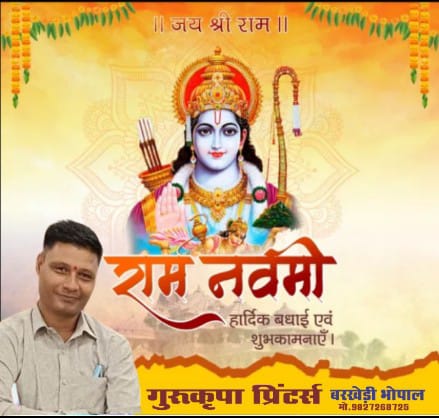 ॥ जय श्री राम ॥
राम नवमी
हार्दिक बधाई एवं
शुभकामनाएँ।
गुरुकृपा प्रिंटर्स बरखेड़ी भोपाल
मो.9827268725